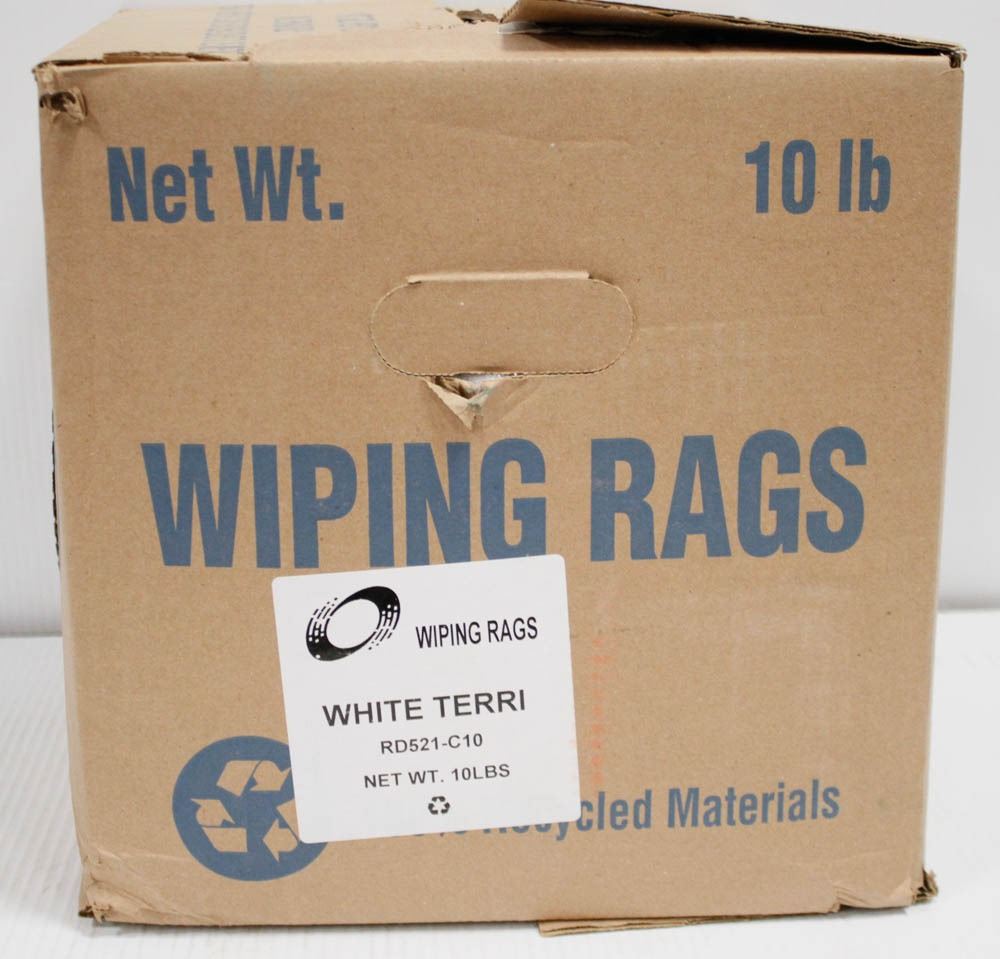 Net Wt. 10 lb
WIPING RAGS
WIPING RAGS
WHITE TERRI
RD521-C10
NET WT. 10LBS
Recycled Materials